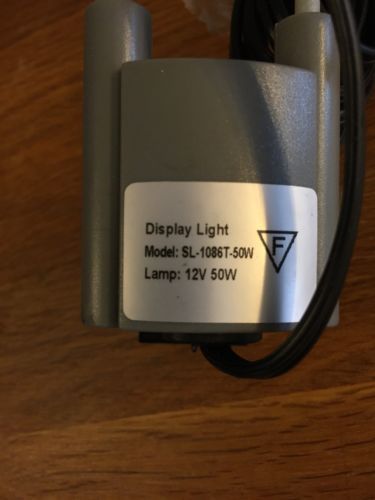 Display Light
Model: SL-1086T-50W
Lamp: 12V 50W
F